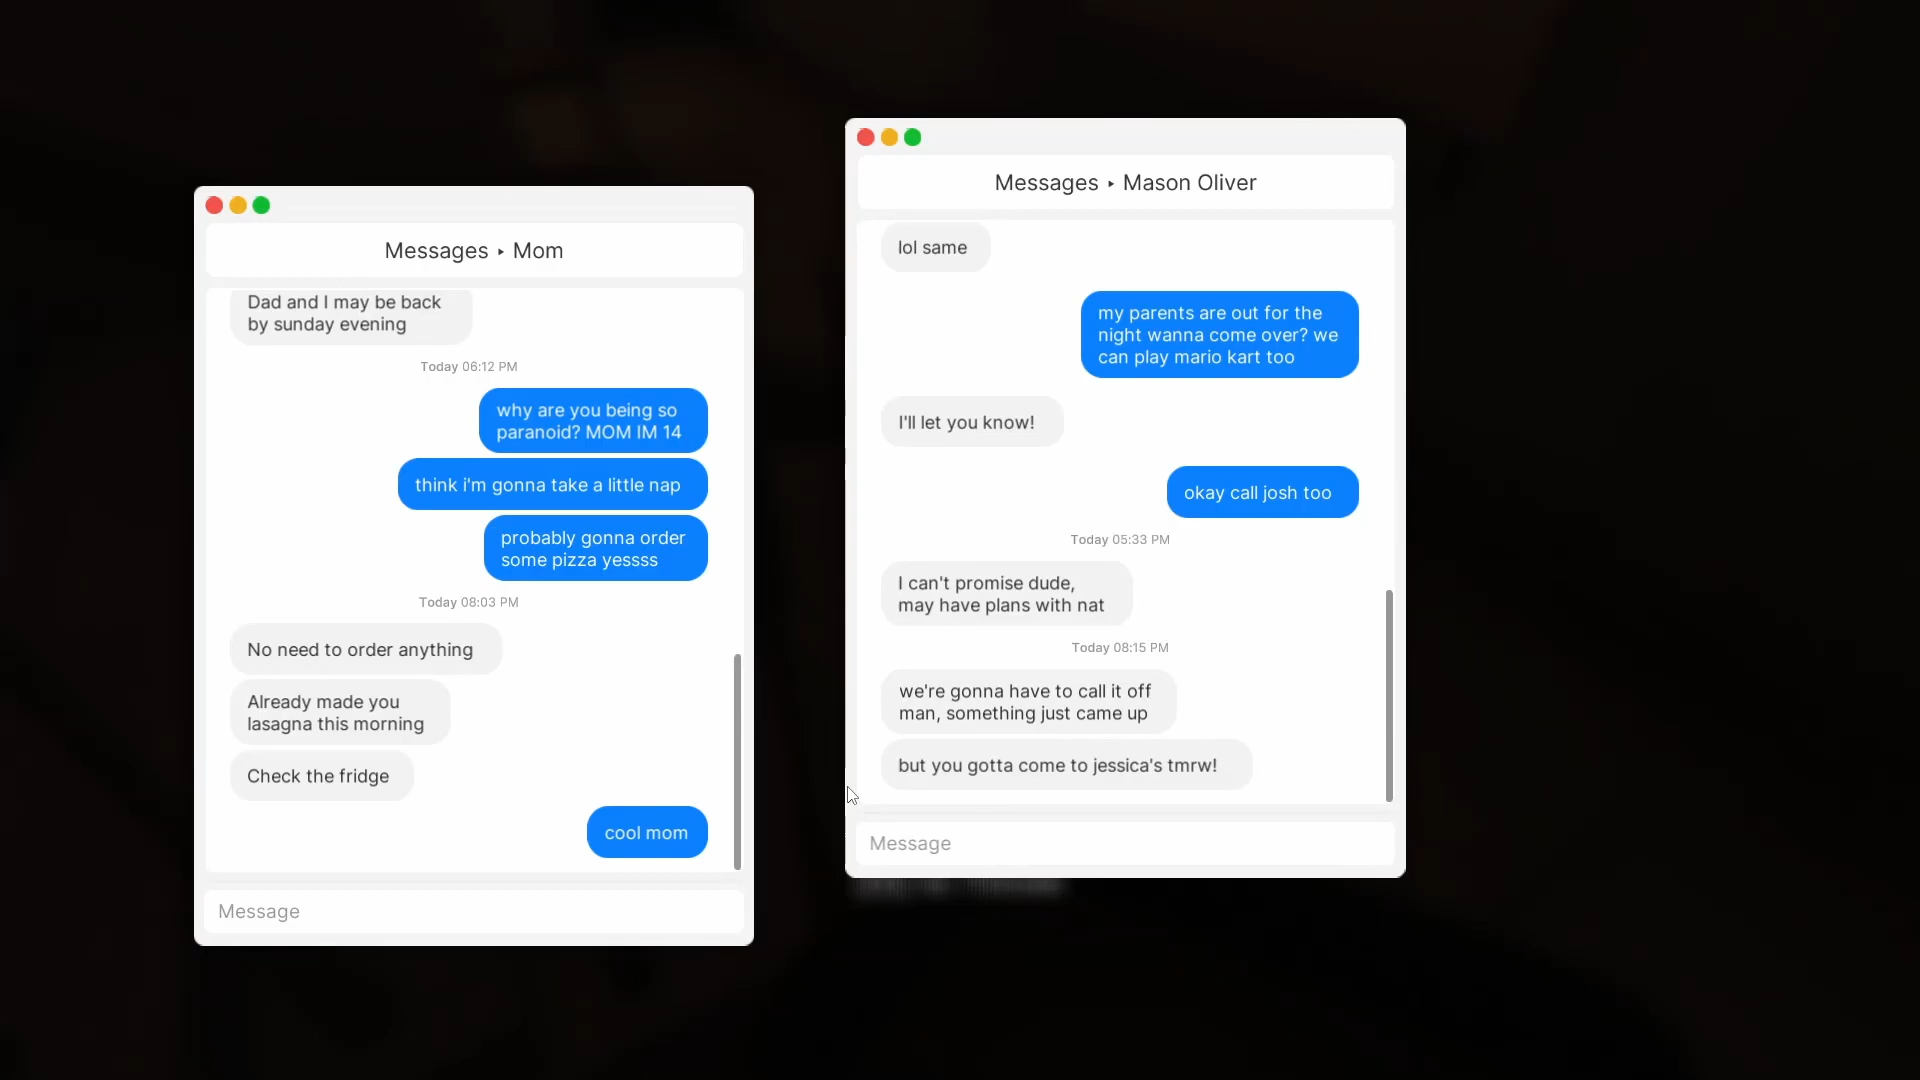 Messages ‣ Mom
Dad and I may be back
by sunday evening
Today 06:12 PM
why are you being so
paranoid? MOM IM 14
think i'm gonna take a little nap
probably gonna order
some pizza yessss
Today 08:03 PM
No need to order anything
Already made you
lasagna this morning
Check the fridge
cool mom
Message
Messages ‣ Mason Oliver
lol same
my parents are out for the
night wanna come over? we
can play mario kart too
I'll let you know!
okay call josh too
Today 05:33 PM
I can't promise dude,
may have plans with nat
Today 08:15 PM
we're gonna have to call it off
man, something just came up
but you gotta come to jessica's tmrw!
Message